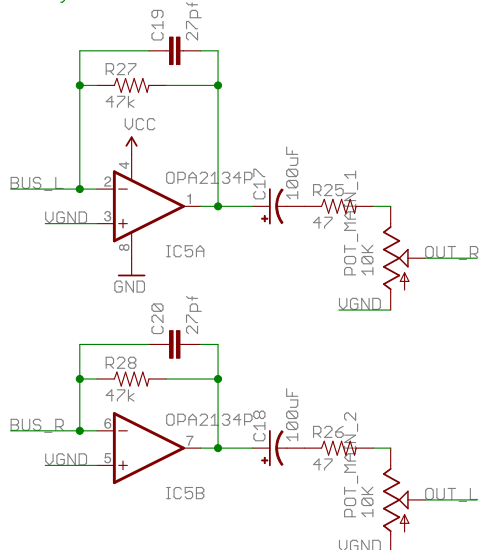 C19
27pf
R27
47k
VCC
4
BUS_L
2
-
OPA2134P
1
C17
100uF
R25
47
POT_MAIN_1
10K
VGND
3
+
8
IC5A
GND
OUT_R
VGND
C20
27pf
R28
47k
BUS_R
6
-
OPA2134P
7
C18
100uF
R26
47
POT_MAIN_2
10K
VGND
5
+
IC5B
OUT_L
VGND